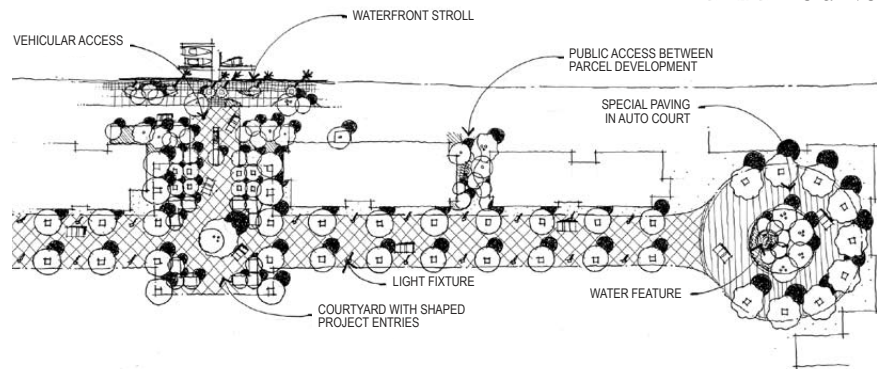 WATERFRONT STROLL
VEHICULAR ACCESS
PUBLIC ACCESS BETWEEN
PARCEL DEVELOPMENT
SPECIAL PAVING
IN AUTO COURT
LIGHT FIXTURE
WATER FEATURE
COURTYARD WITH SHAPED
PROJECT ENTRIES